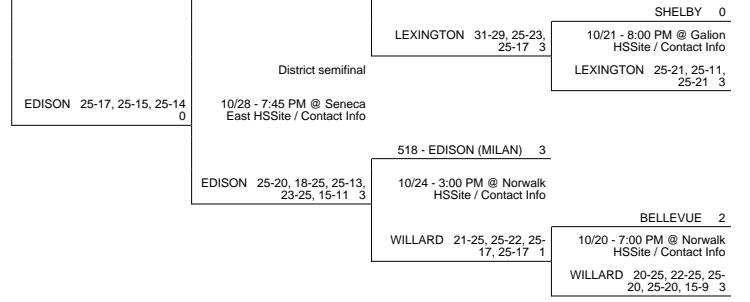 SHELBY 0
LEXINGTON 31-29, 25-23,
25-17 3
10/21 - 8:00 PM @ Galion
HSSite / Contact Info
District semifinal
LEXINGTON 25-21, 25-11,
25-21 3
EDISON 25-17, 25-15, 25-14
0
10/28 - 7:45 PM @ Seneca
East HSSite / Contact Info
518 - EDISON (MILAN) 3
EDISON 25-20, 18-25, 25-13,
23-25, 15-11 3
10/24 - 3:00 PM @ Norwalk
HSSite / Contact Info
BELLEVUE 2
WILLARD 21-25, 25-22, 25-
17, 25-17 1
10/20 - 7:00 PM @ Norwalk
HSSite / Contact Info
WILLARD 20-25, 22-25, 25-
20, 25-20, 15-9 3